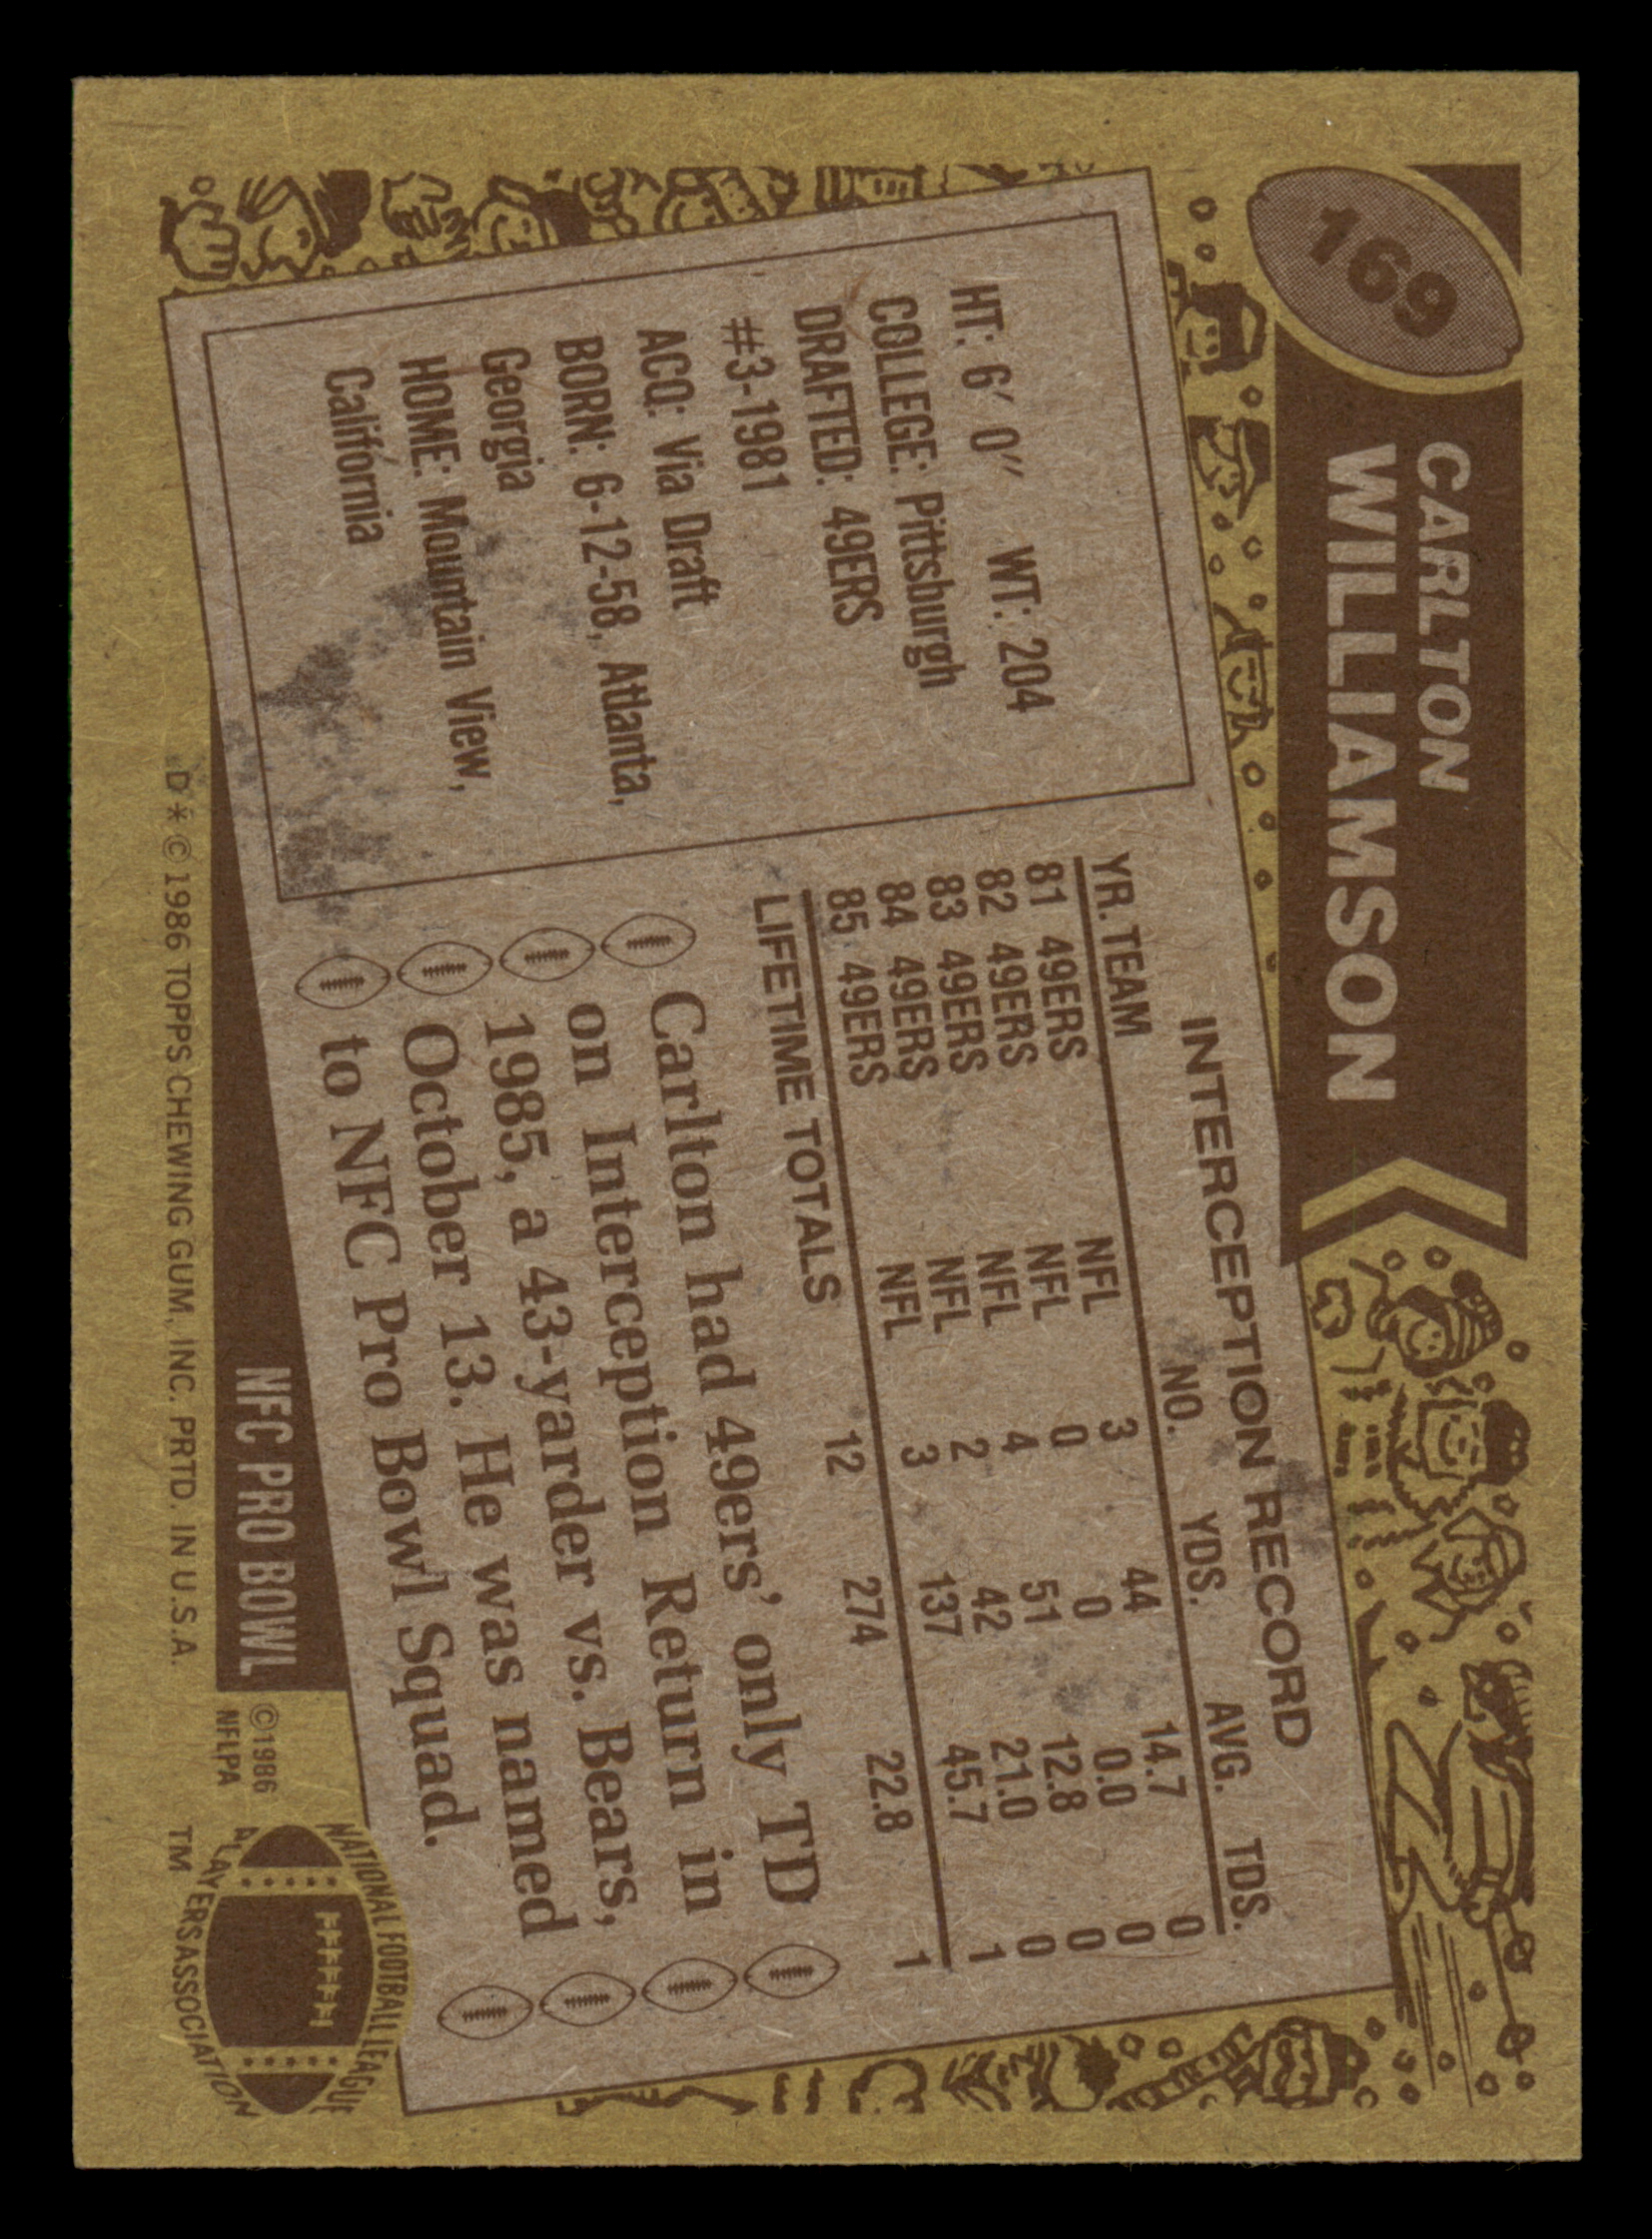 169
CARLTON
WILLIAMSON
HT: 6' 0" WT: 204
COLLEGE: Pittsburgh
DRAFTED: 49ERS
#3-1981
ACQ: Via Draft
BORN: 6-12-58, Atlanta,
Georgia
HOME: Mountain View,
California
INTERCEPTION RECORD
YR. TEAM NO. YDS. AVG. TDS.
81 49ERS NFL 3 44 14.7 0
82 49ERS NFL 0 0 0.0 0
83 49ERS NFL 4 51 12.8 0
84 49ERS NFL 2 42 21.0 0
85 49ERS NFL 3 137 45.7 1
LIFETIME TOTALS 12 274 22.8 1
Carlton had 49ers' only TD
on Interception Return in
1985, a 43-yarder vs. Bears,
October 13. He was named
to NFC Pro Bowl Squad.
NFC PRO BOWL
©1986
NFLPA
NATIONAL FOOTBALL LEAGUE
PLAYERS ASSOCIATION
TM
D*© 1986 TOPPS CHEWING GUM, INC. PRTD. IN U.S.A.